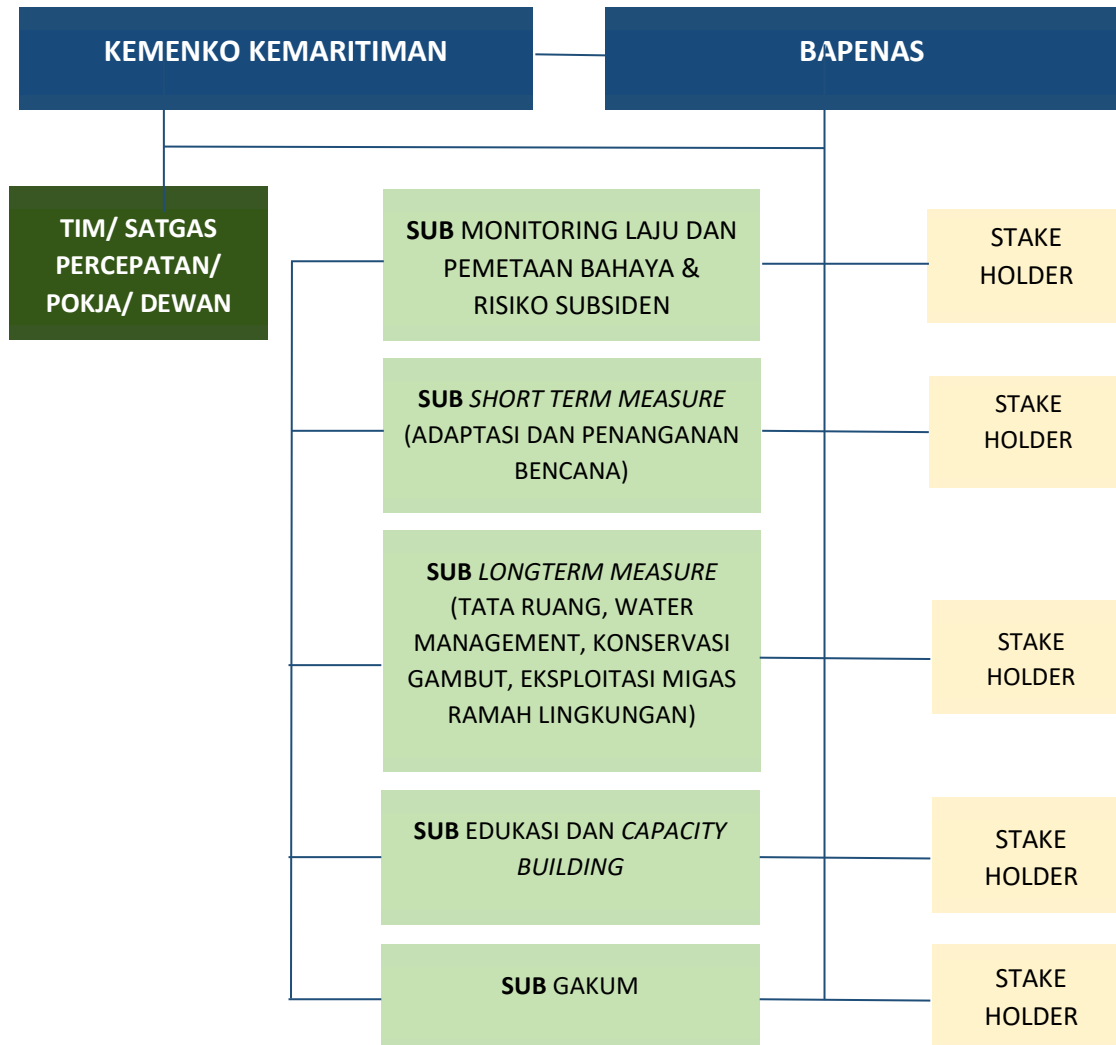 KEMENKO KEMARITIMAN
BAPENAS
TIM/ SATGAS
PERCEPATAN/
POKJA/ DEWAN
SUB MONITORING LAJU DAN
PEMETAAN BAHAYA &
RISIKO SUBSIDEN
STAKE
HOLDER
SUB SHORT TERM MEASURE
(ADAPTASI DAN PENANGANAN
BENCANA)
STAKE
HOLDER
SUB LONGTERM MEASURE
(TATA RUANG, WATER
MANAGEMENT, KONSERVASI
GAMBUT, EKSPLOITASI MIGAS
RAMAH LINGKUNGAN)
STAKE
HOLDER
SUB EDUKASI DAN CAPACITY
BUILDING
STAKE
HOLDER
SUB GAKUM
STAKE
HOLDER